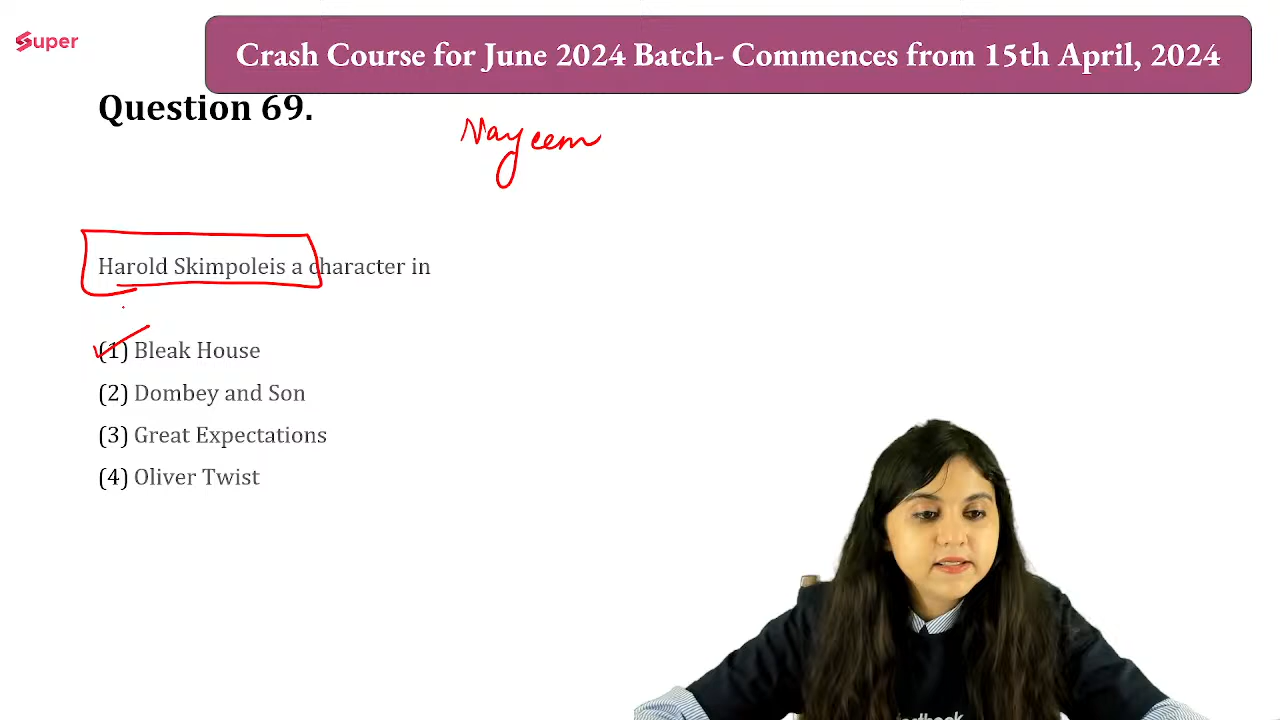 Super
Crash Course for June 2024 Batch- Commences from 15th April, 2024
Question 69.
Nayeem
Harold Skimpoleis a character in
(1) Bleak House
(2) Dombey and Son
(3) Great Expectations
(4) Oliver Twist